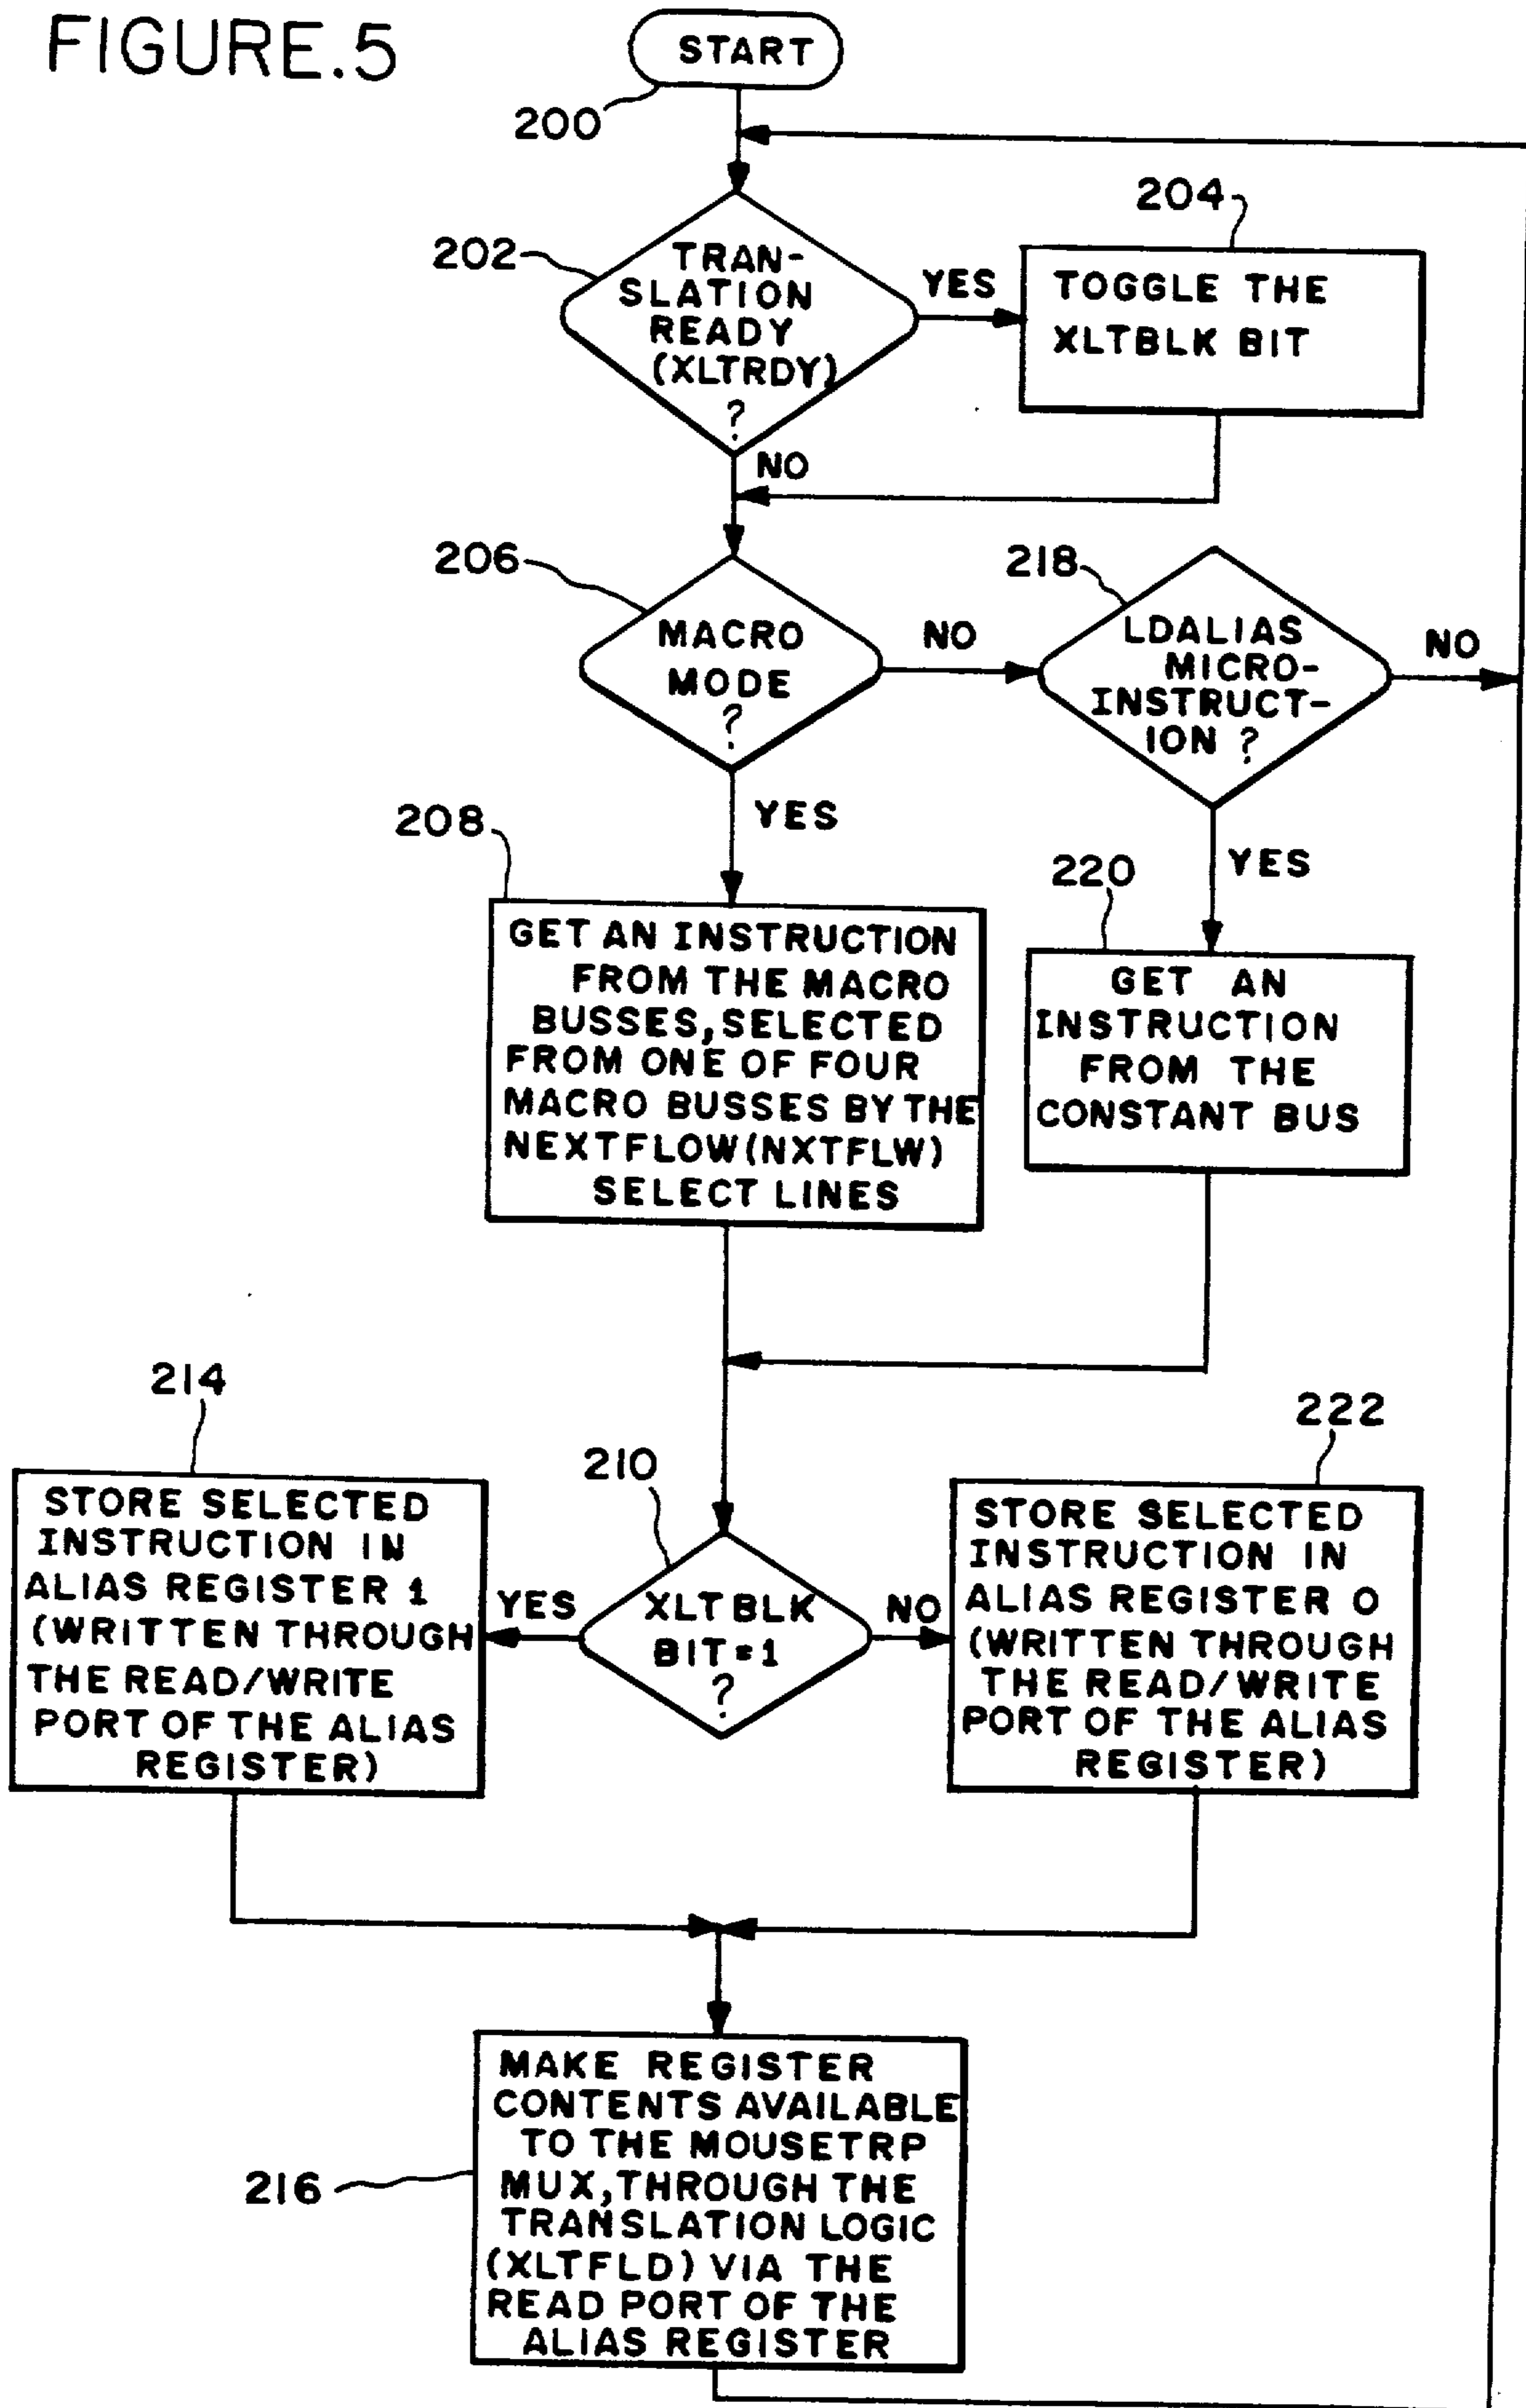 FIGURE.5
START
200
202
TRAN-
SLATION
READY
(XLTRDY)
?
YES
204
TOGGLE THE
XLTBLK BIT
NO
206
MACRO
MODE
?
NO
218
LDALIAS
MICRO-
INSTRUCT-
ION ?
NO
YES
YES
208
GET AN INSTRUCTION
FROM THE MACRO
BUSSES, SELECTED
FROM ONE OF FOUR
MACRO BUSSES BY THE
NEXTFLOW(NXTFLW)
SELECT LINES
220
GET AN
INSTRUCTION
FROM THE
CONSTANT BUS
214
STORE SELECTED
INSTRUCTION IN
ALIAS REGISTER 1
(WRITTEN THROUGH
THE READ/WRITE
PORT OF THE ALIAS
REGISTER)
YES
210
XLTBLK
BIT=1
?
NO
222
STORE SELECTED
INSTRUCTION IN
ALIAS REGISTER 0
(WRITTEN THROUGH
THE READ/WRITE
PORT OF THE ALIAS
REGISTER)
216
MAKE REGISTER
CONTENTS AVAILABLE
TO THE MOUSETRP
MUX, THROUGH THE
TRANSLATION LOGIC
(XLTFLD) VIA THE
READ PORT OF THE
ALIAS REGISTER